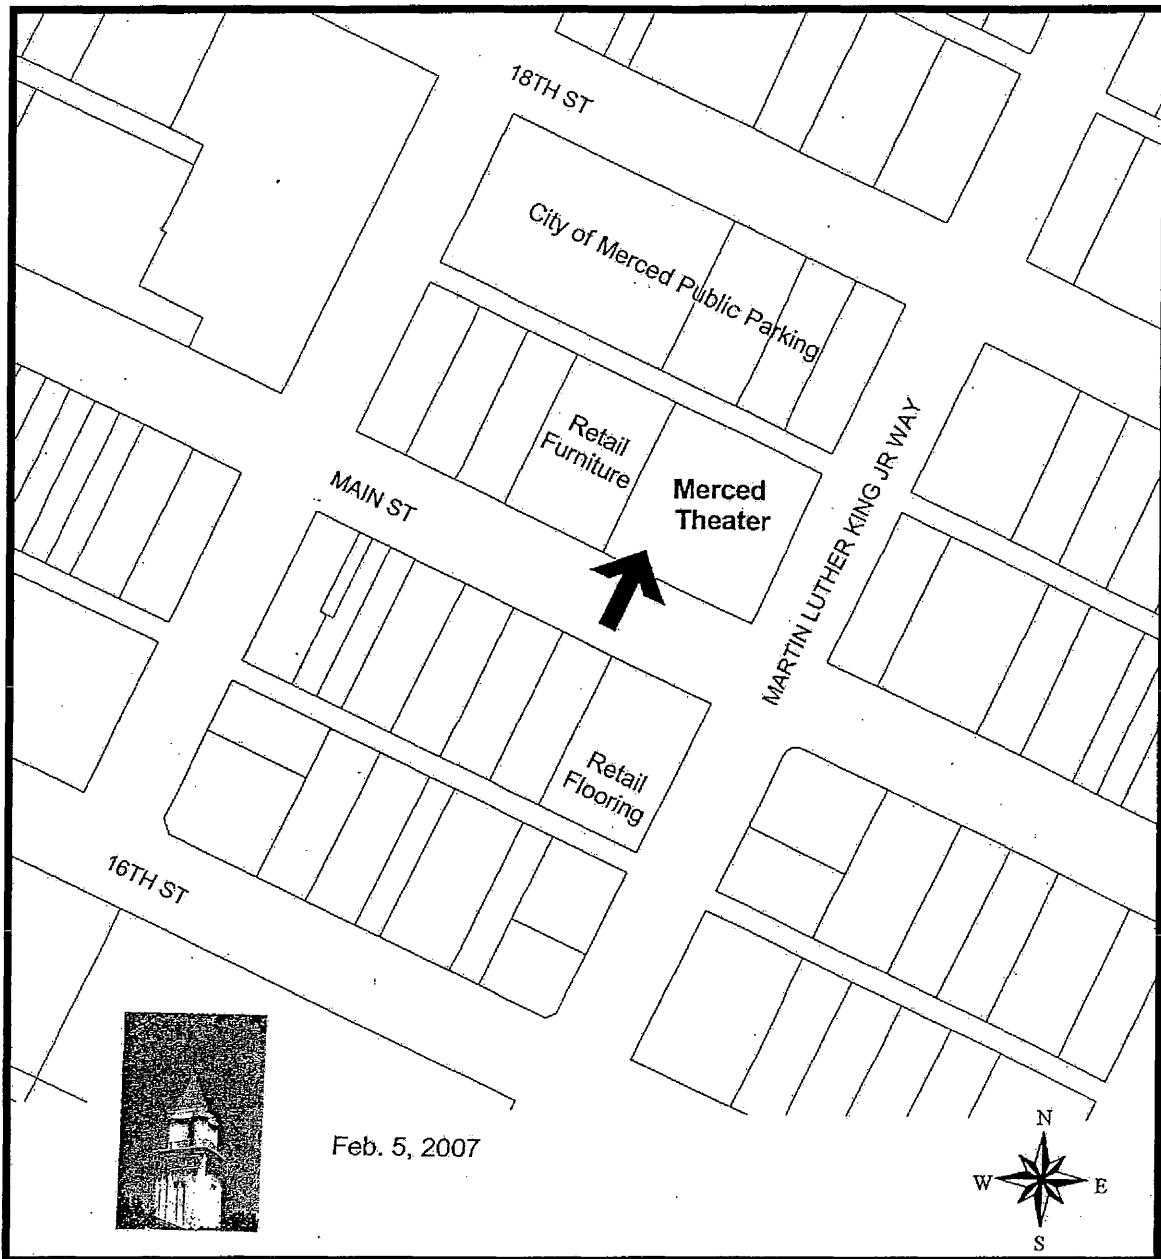 18TH ST
City of Merced Public Parking
Retail
Furniture
Merced
Theater
MAIN ST
MARTIN LUTHER KING JR WAY
Retail
Flooring
16TH ST
Feb. 5, 2007
N
W
E
S